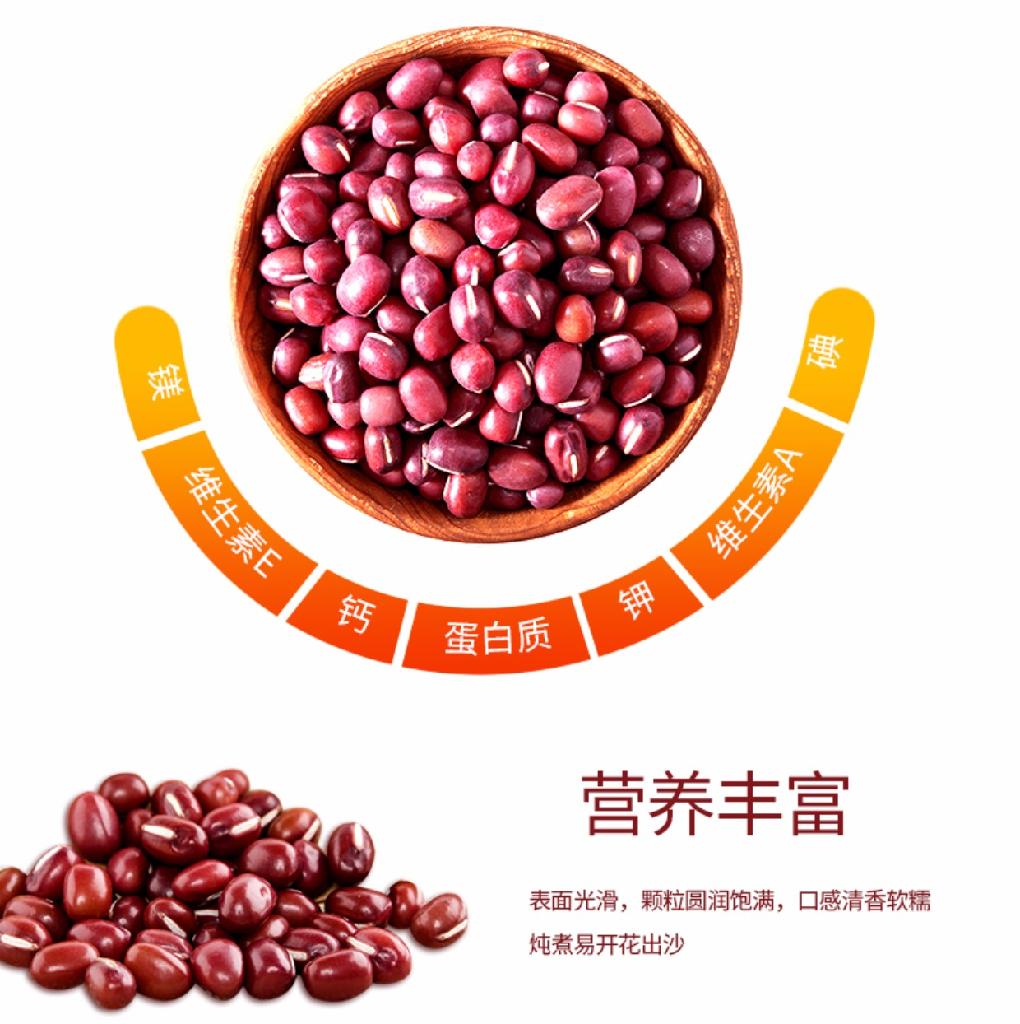 镁
维生素E
钙
蛋白质
钾
维生素A
碘
营养丰富
表面光滑，颗粒圆润饱满，口感清香软糯
炖煮易开花出沙